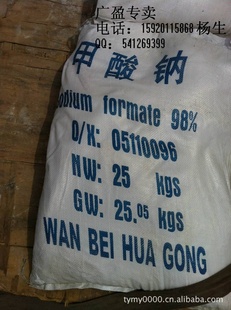 广盈专卖
电话：15920115868 杨生
QQ：541269399
甲酸钠
Sodium formate 98%
D/K: 05110096
NW: 25 kgs
GW: 25.05 kgs
WAN BEI HUA GONG
tymy0000.cn.alibaba.com